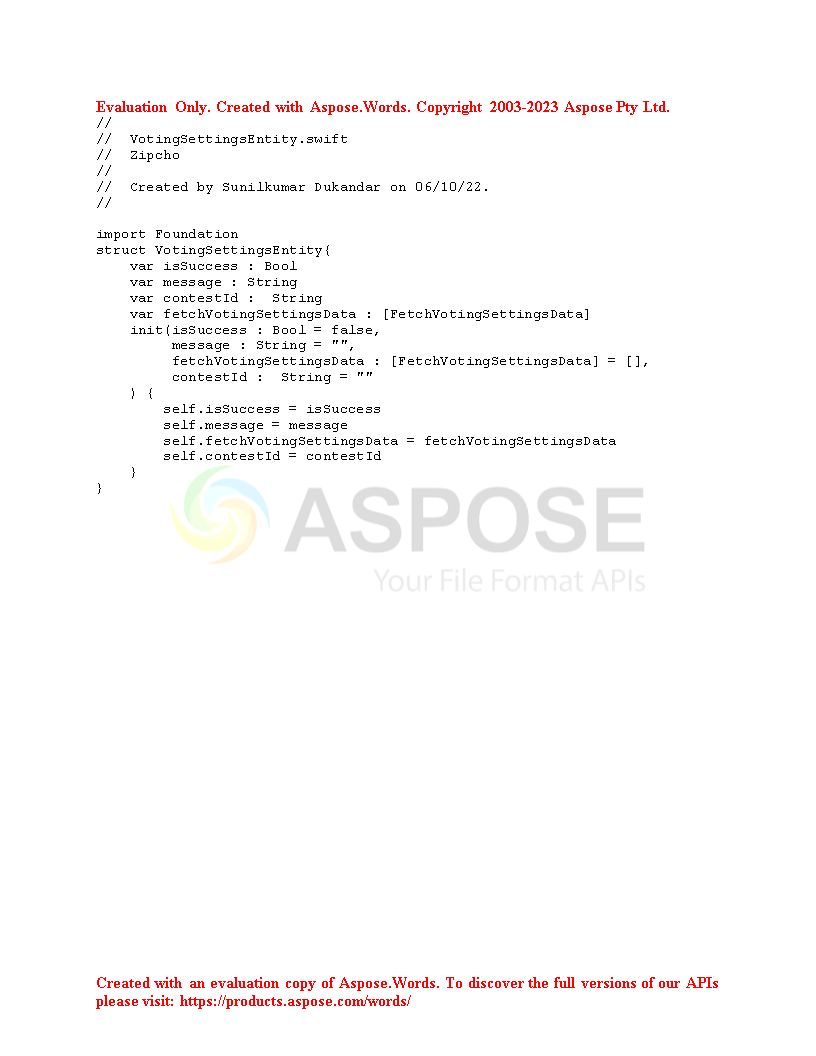 Evaluation Only. Created with Aspose.Words. Copyright 2003-2023 Aspose Pty Ltd.
//
//  VotingSettingsEntity.swift
//  Zipcho
//
//  Created by Sunilkumar Dukandar on 06/10/22.
//
import Foundation
struct VotingSettingsEntity{
    var isSuccess : Bool
    var message : String
    var contestId :  String
    var fetchVotingSettingsData : [FetchVotingSettingsData]
    init(isSuccess : Bool = false,
         message : String = "",
         fetchVotingSettingsData : [FetchVotingSettingsData] = [],
         contestId :  String = ""
    ) {
        self.isSuccess = isSuccess
        self.message = message
        self.fetchVotingSettingsData = fetchVotingSettingsData
        self.contestId = contestId
    }
}
ASPOSE
Your File Format APIs
Created with an evaluation copy of Aspose.Words. To discover the full versions of our APIs
please visit: https://products.aspose.com/words/